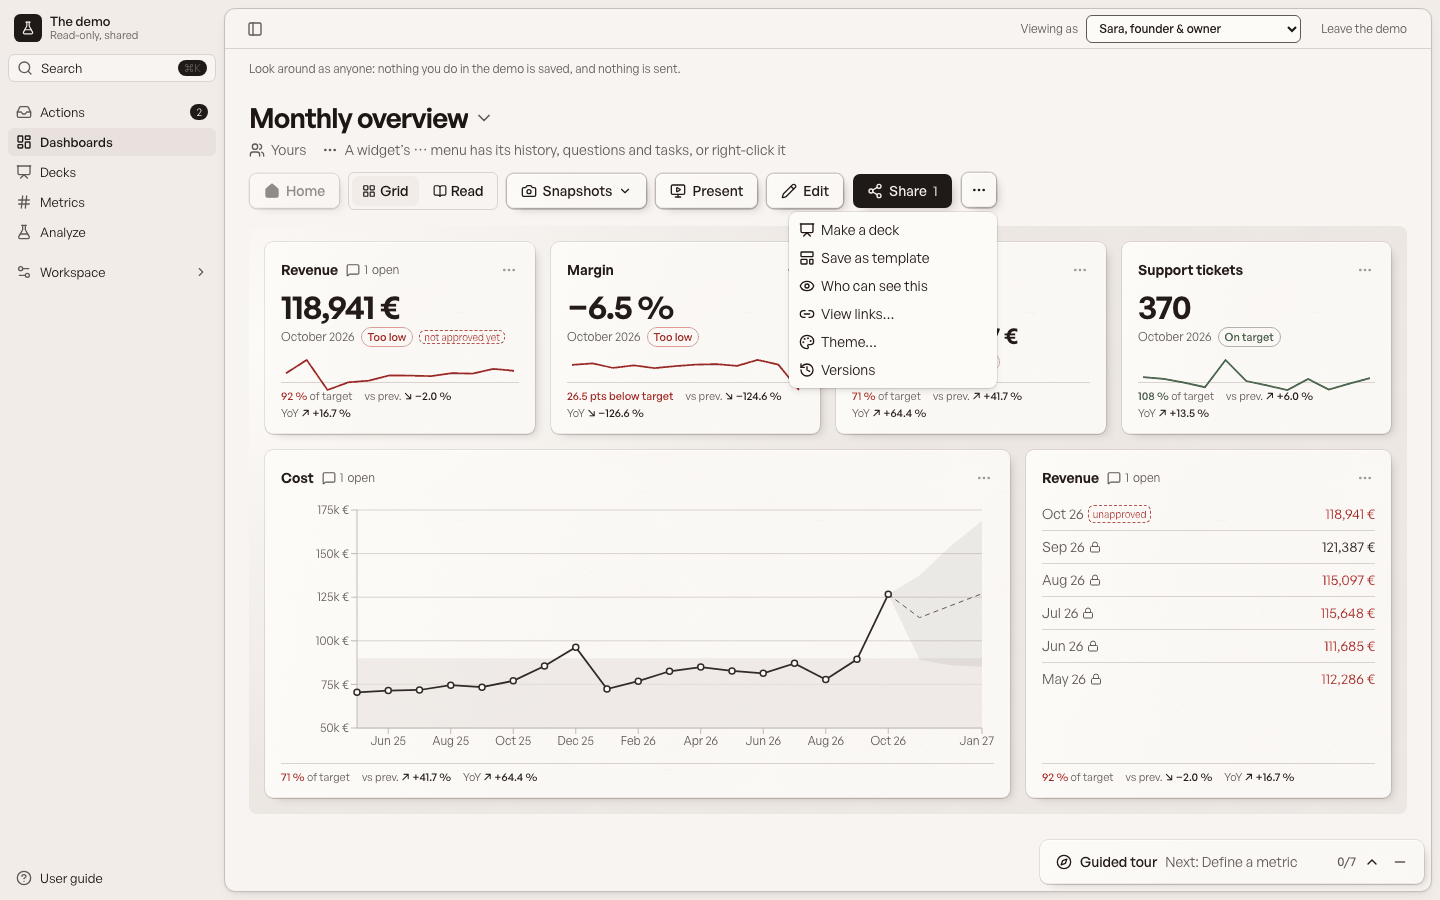 The demo
Read-only, shared
Search ⌘K
Actions 2
Dashboards
Decks
Metrics
Analyze
Workspace
User guide
Viewing as Sara, founder & owner Leave the demo
Look around as anyone: nothing you do in the demo is saved, and nothing is sent.
Monthly overview
Yours ··· A widget's ··· menu has its history, questions and tasks, or right-click it
Home Grid Read Snapshots Present Edit Share 1
Make a deck
Save as template
Who can see this
View links...
Theme...
Versions
Revenue 1 open
118,941 €
October 2026 Too low not approved yet
92 % of target vs prev. ↘ −2.0 %
YoY ↗ +16.7 %
Margin
−6.5 %
October 2026 Too low
26.5 pts below target vs prev. ↘ −124.6 %
YoY ↘ −126.6 %
€
71 % of target vs prev. ↗ +41.7 %
YoY ↗ +64.4 %
Support tickets
370
October 2026 On target
108 % of target vs prev. ↗ +6.0 %
YoY ↗ +13.5 %
Cost 1 open
175k €
150k €
125k €
100k €
75k €
50k €
Jun 25 Aug 25 Oct 25 Dec 25 Feb 26 Apr 26 Jun 26 Aug 26 Oct 26 Jan 27
71 % of target vs prev. ↗ +41.7 % YoY ↗ +64.4 %
Revenue 1 open
Oct 26 unapproved 118,941 €
Sep 26 121,387 €
Aug 26 115,097 €
Jul 26 115,648 €
Jun 26 111,685 €
May 26 112,286 €
92 % of target vs prev. ↘ −2.0 % YoY ↗ +16.7 %
Guided tour Next: Define a metric 0/7